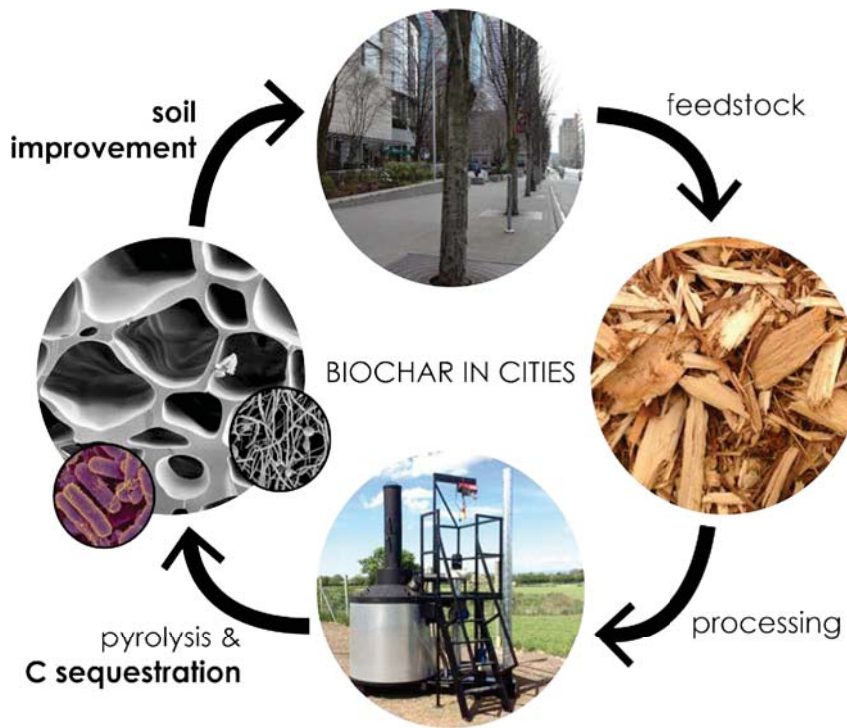 soil
improvement
feedstock
BIOCHAR IN CITIES
pyrolysis &
C sequestration
processing